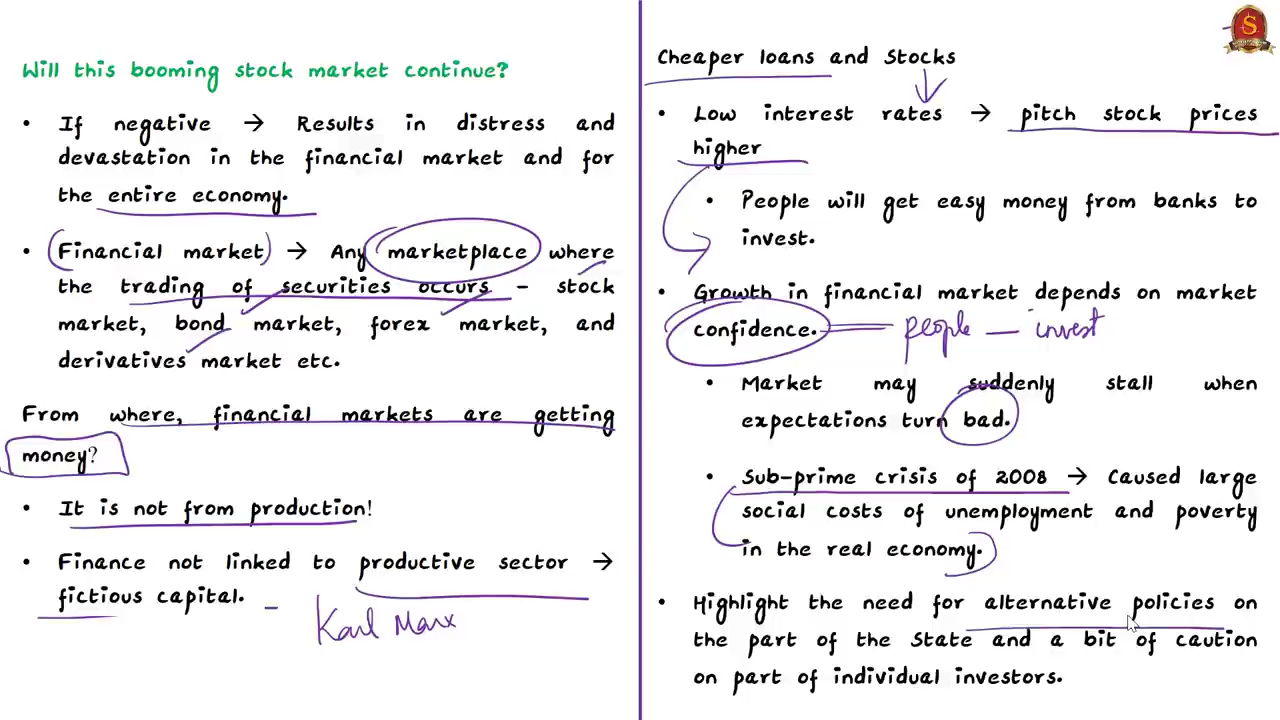 Will this booming stock market continue?
• If negative → Results in distress and
devastation in the financial market and for
the entire economy.
• (Financial market) → Any marketplace where
the trading of securities occurs – stock
market, bond market, forex market, and
derivatives market etc.
From where, financial markets are getting
money?
• It is not from production!
• Finance not linked to productive sector →
fictious capital. –
Karl Marx
Cheaper loans and Stocks
• Low interest rates → pitch stock prices
higher
• People will get easy money from banks to
invest.
• Growth in financial market depends on market
confidence. people — invest
• Market may suddenly stall when
expectations turn bad.
• Sub-prime crisis of 2008 → Caused large
social costs of unemployment and poverty
in the real economy.
• Highlight the need for alternative policies on
the part of the State and a bit of caution
on part of individual investors.
S